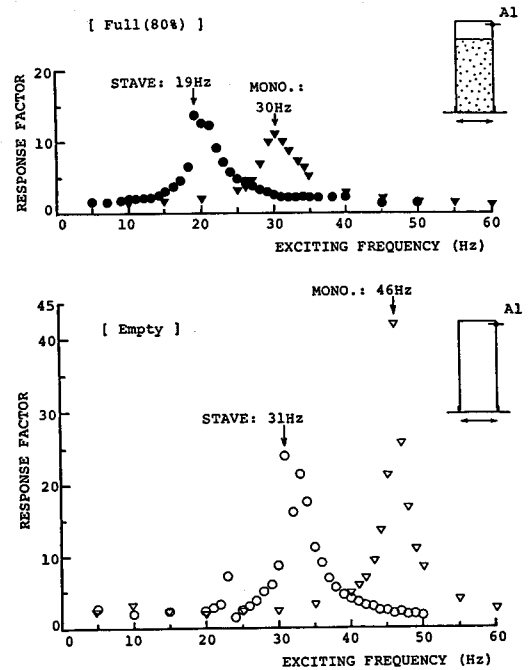 [ Full(80%) ]
Al
STAVE: 19Hz
MONO.:
30Hz
RESPONSE FACTOR
20
10
0
0
10
20
30
40
50
60
EXCITING FREQUENCY (Hz)
MONO.: 46Hz
[ Empty ]
Al
STAVE: 31Hz
RESPONSE FACTOR
45
40
30
20
10
0
0
10
20
30
40
50
60
EXCITING FREQUENCY (Hz)